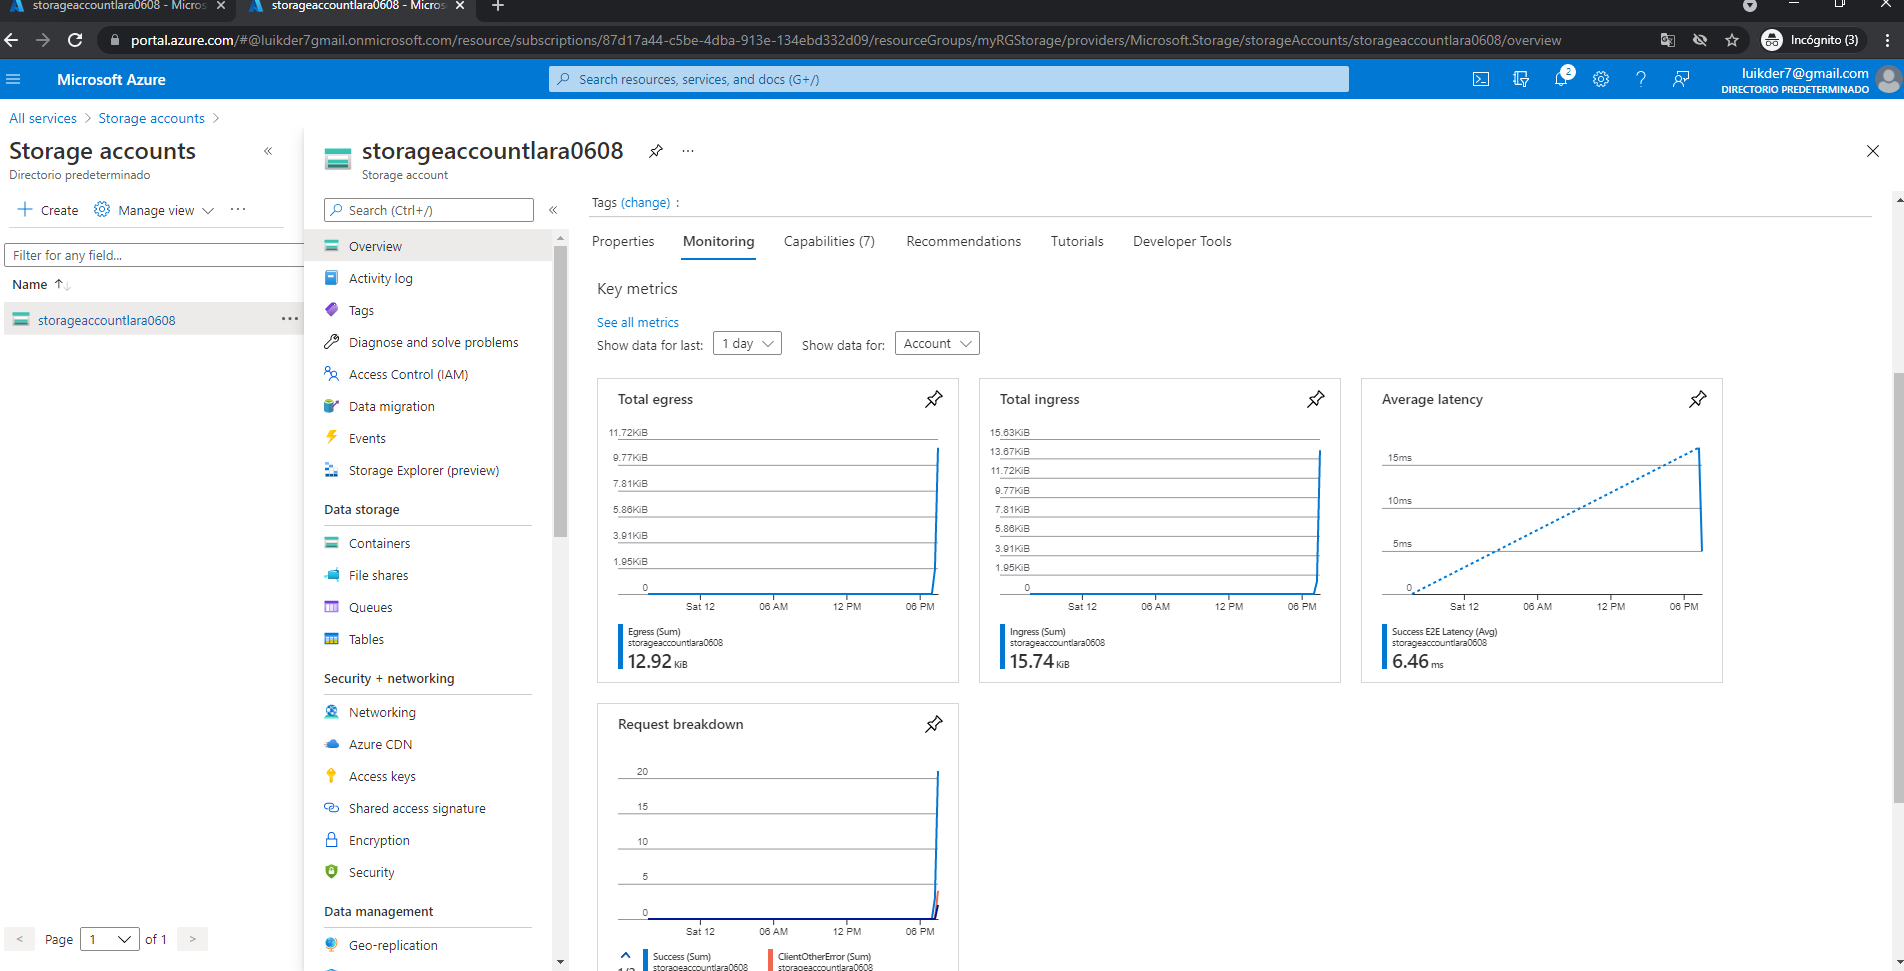 storageaccountlara0608 - Micros
storageaccountlara0608 - Micros
portal.azure.com/#@luikder7gmail.onmicrosoft.com/resource/subscriptions/87d17a44-c5be-4dba-913e-134ebd332d09/resourceGroups/myRGStorage/providers/Microsoft.Storage/storageAccounts/storageaccountlara0608/overview
Incógnito (3)
Microsoft Azure
Search resources, services, and docs (G+/)
2
luikder7@gmail.com
DIRECTORIO PREDETERMINADO
All services > Storage accounts >
Storage accounts
Directorio predeterminado
Create
Manage view
Filter for any field...
Name
storageaccountlara0608
Page 1 of 1
storageaccountlara0608
Storage account
Search (Ctrl+/)
Overview
Activity log
Tags
Diagnose and solve problems
Access Control (IAM)
Data migration
Events
Storage Explorer (preview)
Data storage
Containers
File shares
Queues
Tables
Security + networking
Networking
Azure CDN
Access keys
Shared access signature
Encryption
Security
Data management
Geo-replication
Tags (change) :
Properties Monitoring Capabilities (7) Recommendations Tutorials Developer Tools
Key metrics
See all metrics
Show data for last: 1 day Show data for: Account
Total egress
11.72KiB
9.77KiB
7.81KiB
5.86KiB
3.91KiB
1.95KiB
0
Sat 12 06 AM 12 PM 06 PM
Egress (Sum)
storageaccountlara0608
12.92 KiB
Total ingress
15.63KiB
13.67KiB
11.72KiB
9.77KiB
7.81KiB
5.86KiB
3.91KiB
1.95KiB
0
Sat 12 06 AM 12 PM 06 PM
Ingress (Sum)
storageaccountlara0608
15.74 KiB
Average latency
15ms
10ms
5ms
0
Sat 12 06 AM 12 PM 06 PM
Success E2E Latency (Avg)
storageaccountlara0608
6.46 ms
Request breakdown
20
15
10
5
0
Sat 12 06 AM 12 PM 06 PM
Success (Sum)
storageaccountlara0608
ClientOtherError (Sum)
storageaccountlara0608